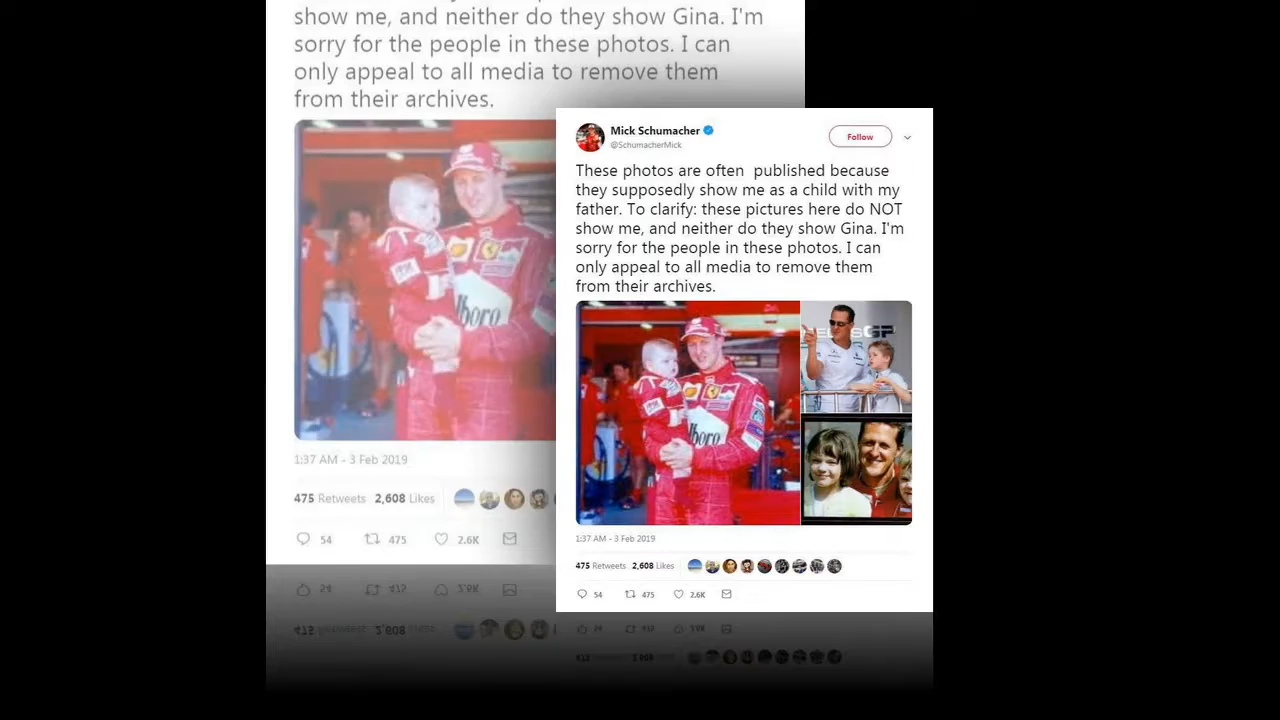 show me, and neither do they show Gina. I'm
sorry for the people in these photos. I can
only appeal to all media to remove them
from their archives.
lboro
1:37 AM - 3 Feb 2019
475 Retweets 2,608 Likes
54 475 2.6K
Mick Schumacher
@SchumacherMick
Follow
These photos are often published because
they supposedly show me as a child with my
father. To clarify: these pictures here do NOT
show me, and neither do they show Gina. I'm
sorry for the people in these photos. I can
only appeal to all media to remove them
from their archives.
lboro
1:37 AM - 3 Feb 2019
475 Retweets 2,608 Likes
54 475 2.6K